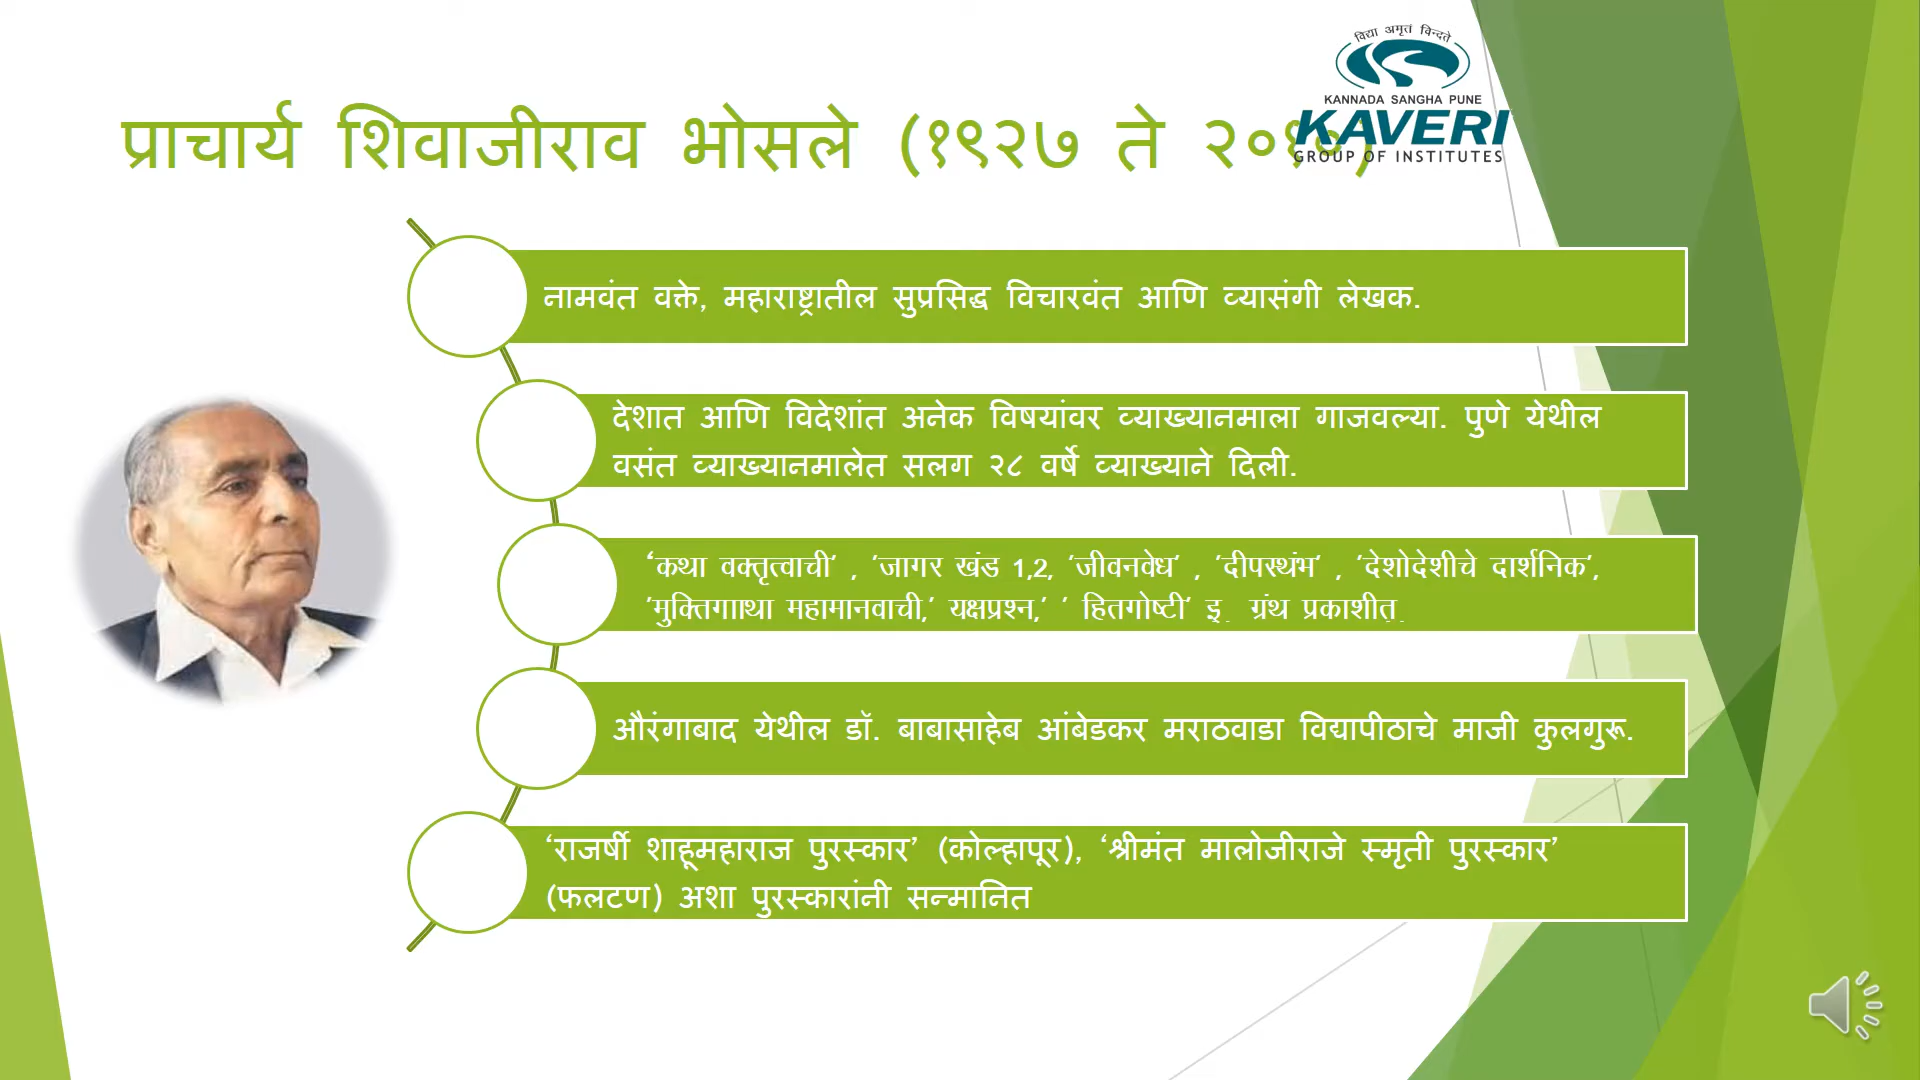 विद्या अमृतं विन्दते
KANNADA SANGHA PUNE
KAVERI
GROUP OF INSTITUTES
प्राचार्य शिवाजीराव भोसले (१९२७ ते २०१०)
नामवंत वक्ते, महाराष्ट्रातील सुप्रसिद्ध विचारवंत आणि व्यासंगी लेखक.
देशात आणि विदेशांत अनेक विषयांवर व्याख्यानमाला गाजवल्या. पुणे येथील
वसंत व्याख्यानमालेत सलग २८ वर्षे व्याख्याने दिली.
‘कथा वक्तृत्वाची’ , ’जागर खंड 1,2, ’जीवनवेध’ , ’दीपस्थंभ’ , ’देशोदेशीचे दार्शनिक’,
’मुक्तिगााथा महामानवाची,’ यक्षप्रश्न,’ ’ हितगोष्टी’ इ. ग्रंथ प्रकाशीत.
औरंगाबाद येथील डॉ. बाबासाहेब आंबेडकर मराठवाडा विद्यापीठाचे माजी कुलगुरू.
‘राजर्षी शाहूमहाराज पुरस्कार’ (कोल्हापूर), ‘श्रीमंत मालोजीराजे स्मृती पुरस्कार’
(फलटण) अशा पुरस्कारांनी सन्मानित